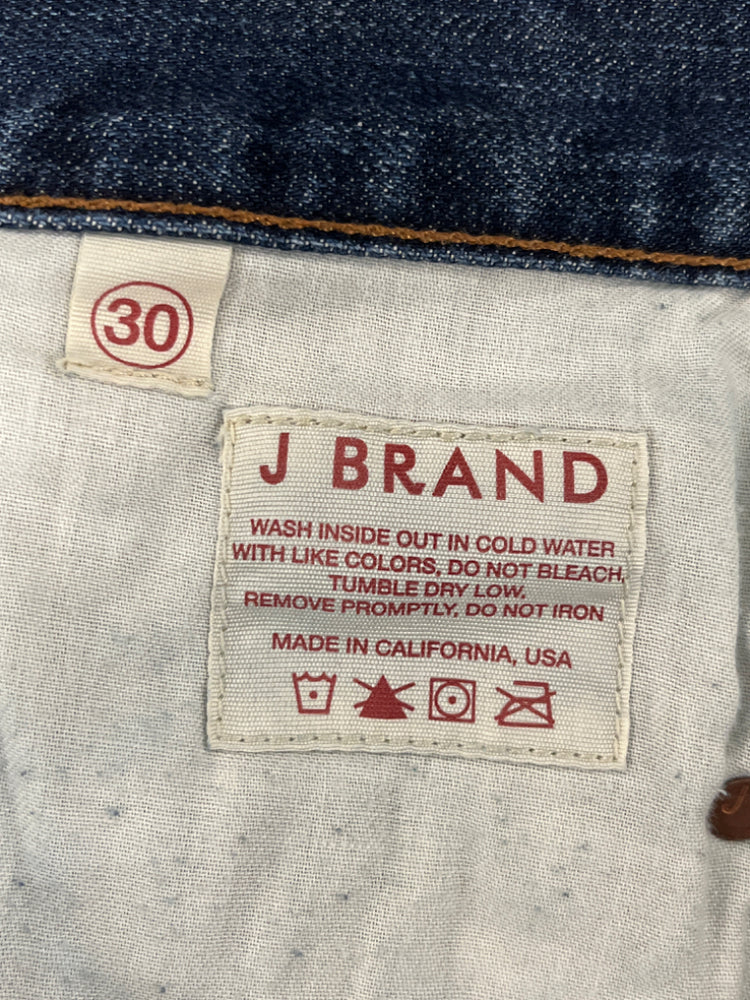 30
J BRAND
WASH INSIDE OUT IN COLD WATER
WITH LIKE COLORS, DO NOT BLEACH,
TUMBLE DRY LOW.
REMOVE PROMPTLY, DO NOT IRON
MADE IN CALIFORNIA, USA